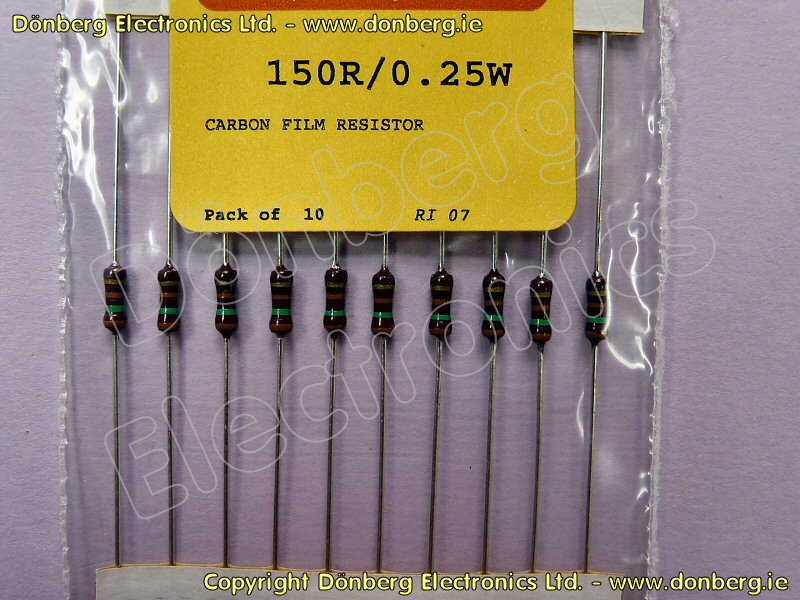 Dönberg Electronics Ltd. - www.donberg.ie
150R/0.25W
CARBON FILM RESISTOR
Pack of 10 RI 07
Dönberg
Electronics
Copyright Dönberg Electronics Ltd. - www.donberg.ie